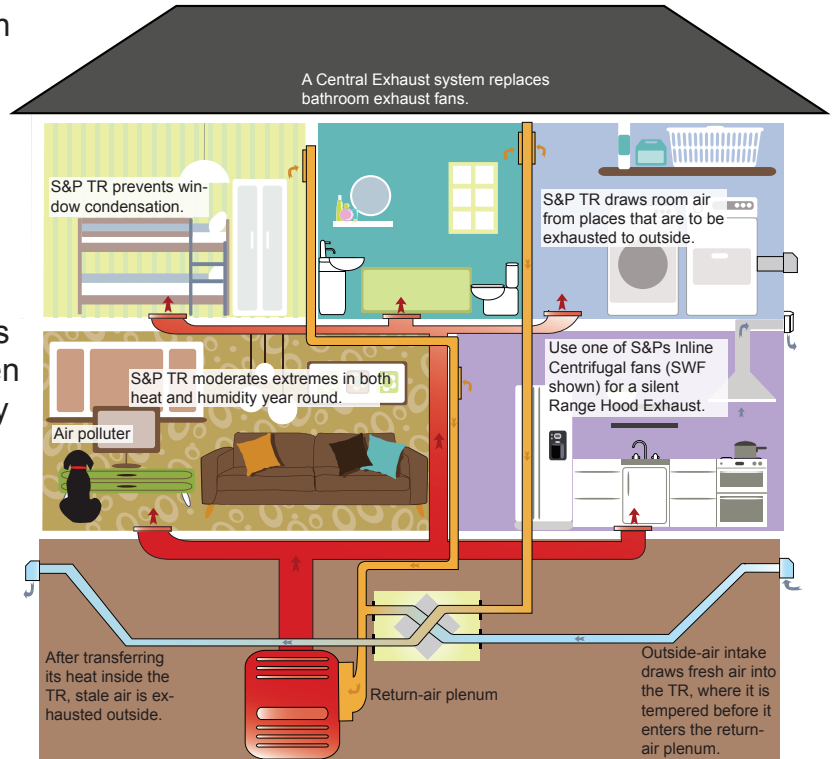 n
A Central Exhaust system replaces
bathroom exhaust fans.
S&P TR prevents win-
dow condensation.
S&P TR draws room air
from places that are to be
exhausted to outside.
s
en
y
S&P TR moderates extremes in both
heat and humidity year round.
Air polluter
Use one of S&Ps Inline
Centrifugal fans (SWF
shown) for a silent
Range Hood Exhaust.
After transferring
its heat inside the
TR, stale air is ex-
hausted outside.
Return-air plenum
Outside-air intake
draws fresh air into
the TR, where it is
tempered before it
enters the return-
air plenum.